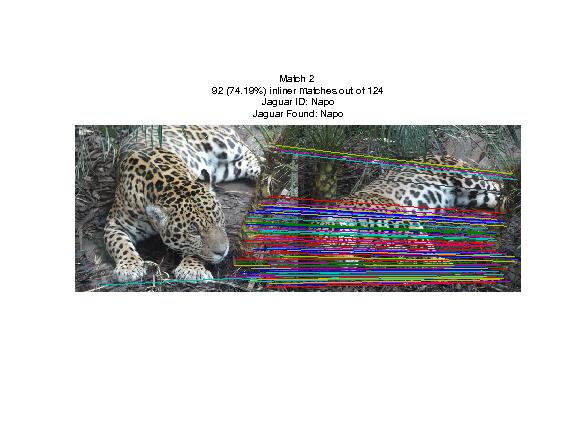 Match 2
92 (74.19%) inliner matches out of 124
Jaguar ID: Napo
Jaguar Found: Napo